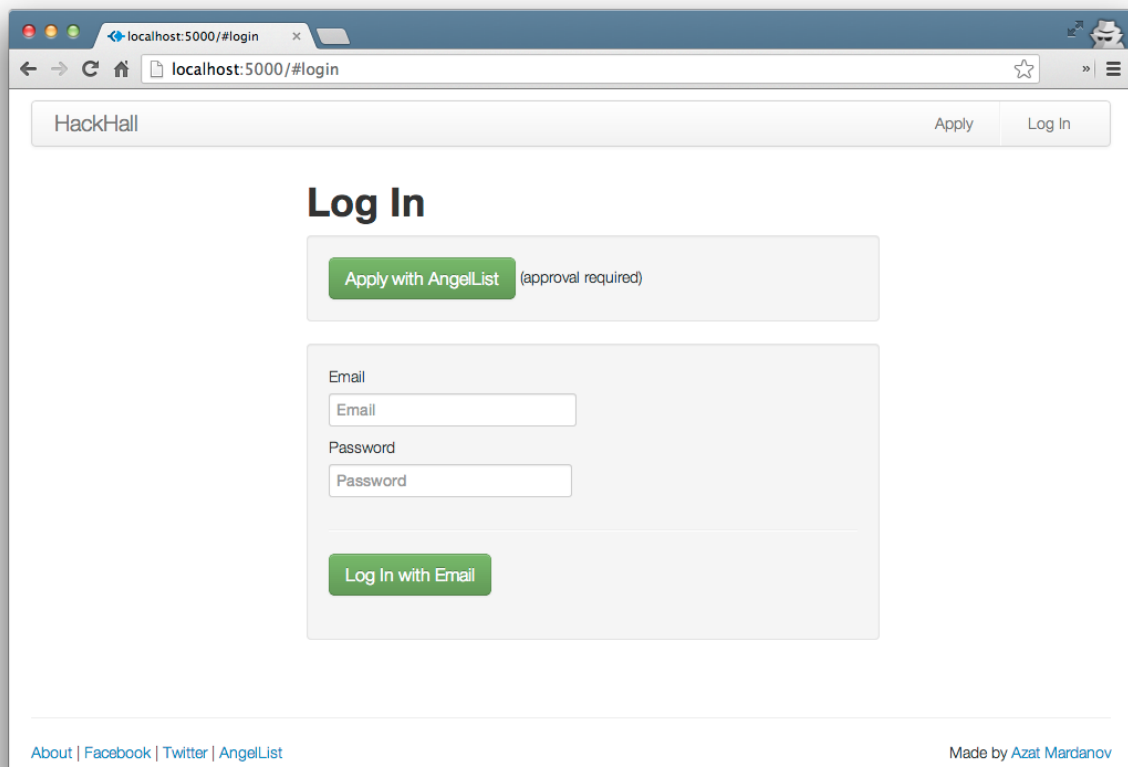 localhost:5000/#login
localhost:5000/#login
HackHall Apply Log In
Log In
Apply with AngelList (approval required)
Email
Email
Password
Password
Log In with Email
About | Facebook | Twitter | AngelList Made by Azat Mardanov